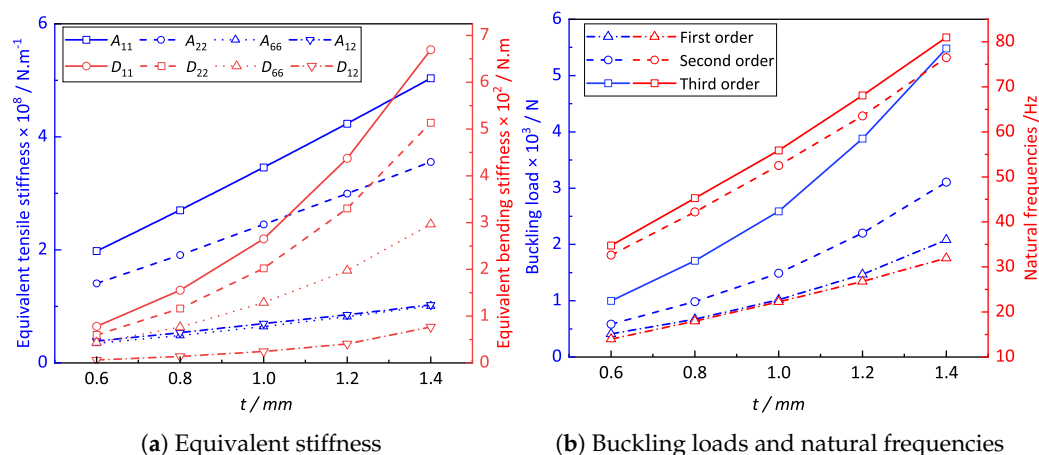 A11 A22 A66 A12
D11 D22 D66 D12
Equivalent tensile stiffness × 10^8 / N.m^-1
6
4
2
0
0.6 0.8 1.0 1.2 1.4
t / mm
7
6
5
4
3
2
1
0
Equivalent bending stiffness × 10^2 / N.m
(a) Equivalent stiffness
First order
Second order
Third order
Buckling load × 10^3 / N
6
5
4
3
2
1
0
0.6 0.8 1.0 1.2 1.4
t / mm
80
70
60
50
40
30
20
10
Natural frequencies /Hz
(b) Buckling loads and natural frequencies